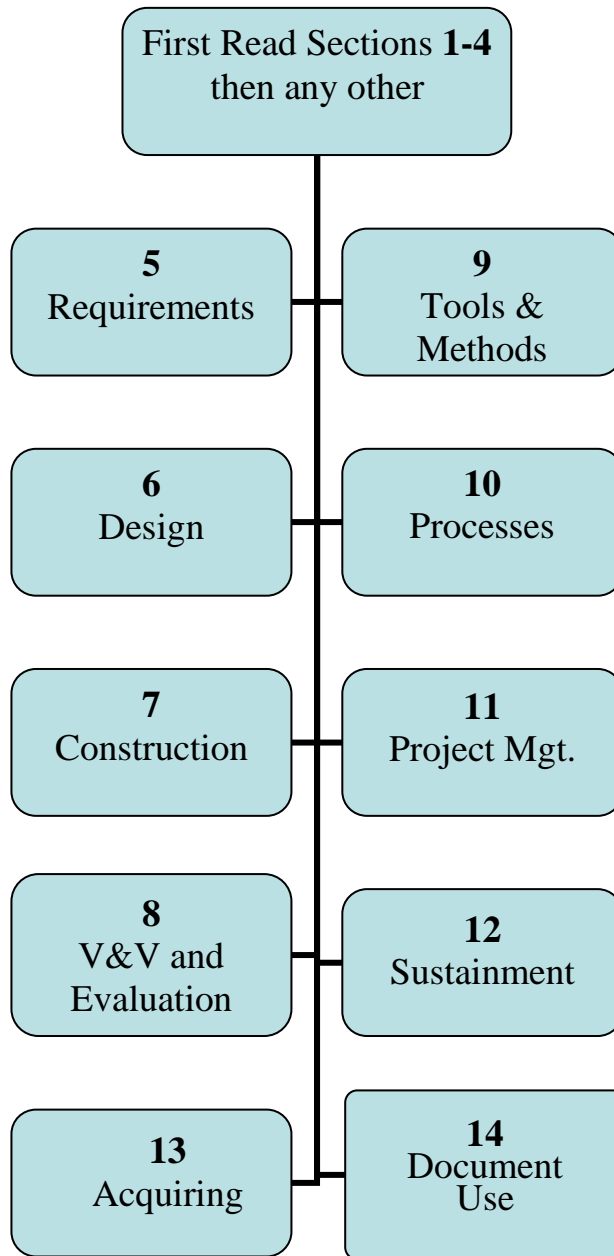 First Read Sections 1-4
then any other
5
Requirements
9
Tools &
Methods
6
Design
10
Processes
7
Construction
11
Project Mgt.
8
V&V and
Evaluation
12
Sustainment
13
Acquiring
14
Document
Use